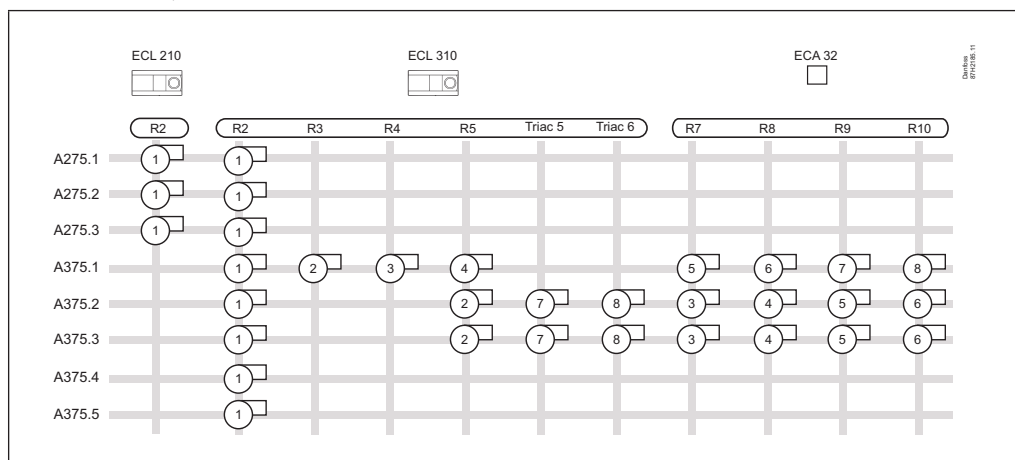 ECL 210 ECL 310 ECA 32
Danfoss
87H2185.11
R2 R2 R3 R4 R5 Triac 5 Triac 6 R7 R8 R9 R10
A275.1 1 1
A275.2 1 1
A275.3 1 1
A375.1 1 2 3 4 5 6 7 8
A375.2 1 2 7 8 3 4 5 6
A375.3 1 2 7 8 3 4 5 6
A375.4 1
A375.5 1